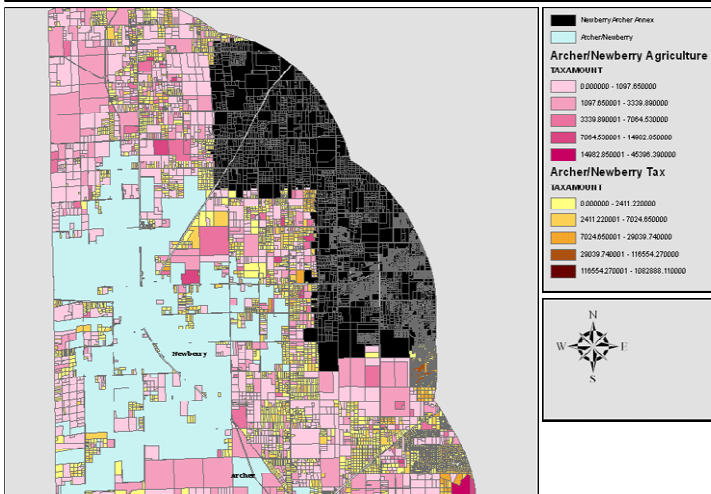 Newberry Archer Annex
Archer/Newberry
Archer/Newberry Agriculture
TAXAMOUNT
0.000000 - 1097.650000
1097.650001 - 3339.890000
3339.890001 - 7064.530000
7064.530001 - 14982.850000
14982.850001 - 45396.390000
Archer/Newberry Tax
TAXAMOUNT
0.000000 - 2411.220000
2411.220001 - 7024.650000
7024.650001 - 29039.740000
29039.740001 - 116554.270000
116554.270001 - 1082888.110000
N
W E
S
Newberry
Archer